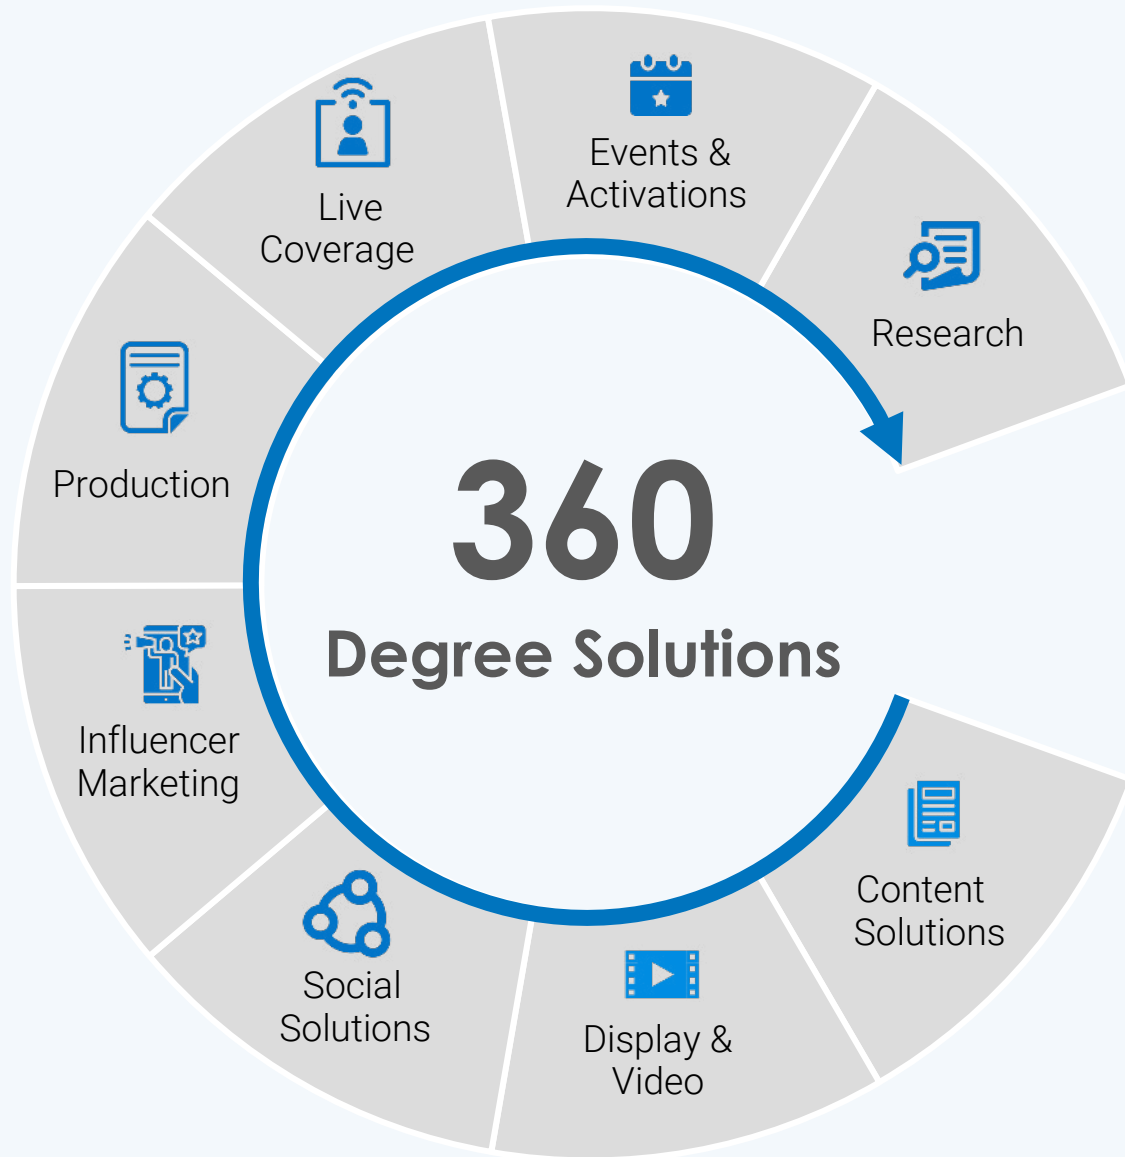 Events &
Activations
Live
Coverage
Research
Production
360
Degree Solutions
Influencer
Marketing
Content
Solutions
Social
Solutions
Display &
Video